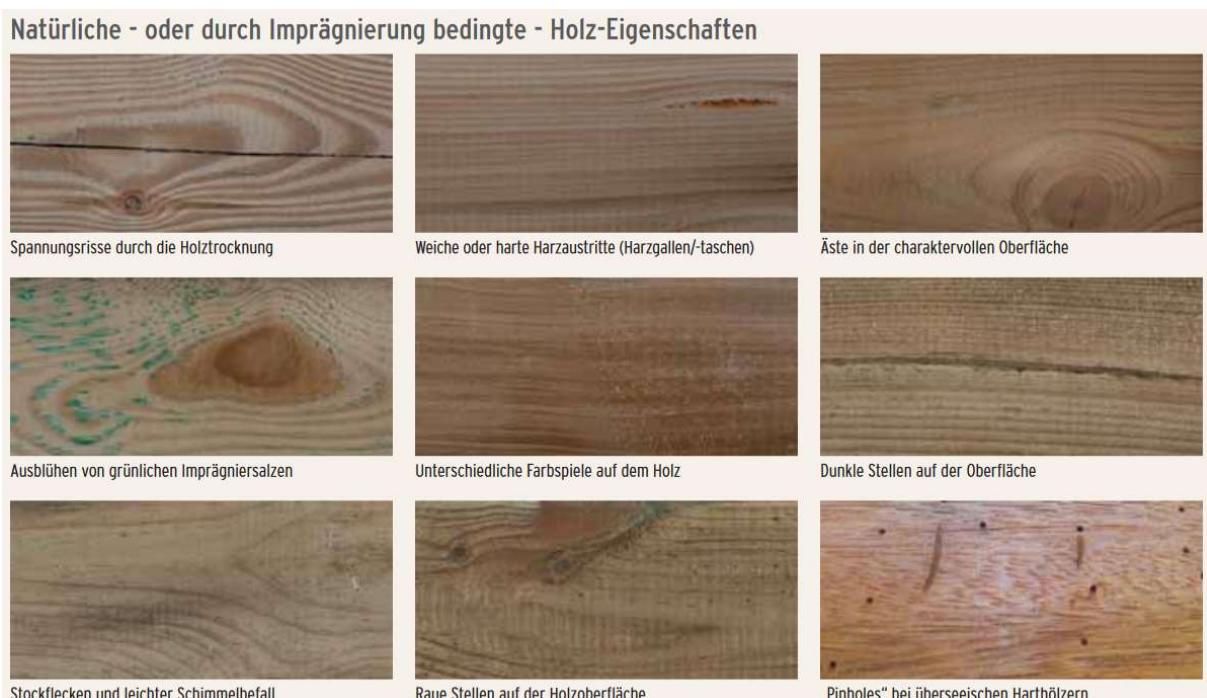 Natürliche - oder durch Imprägnierung bedingte - Holz-Eigenschaften
Spannungsrisse durch die Holztrocknung
Weiche oder harte Harzaustritte (Harzgallen/-taschen)
Äste in der charaktervollen Oberfläche
Ausblühen von grünlichen Imprägniersalzen
Unterschiedliche Farbspiele auf dem Holz
Dunkle Stellen auf der Oberfläche
Stockflecken und leichter Schimmelbefall
Raue Stellen auf der Holzoberfläche
„Pinholes“ bei überseeischen Harthölzern